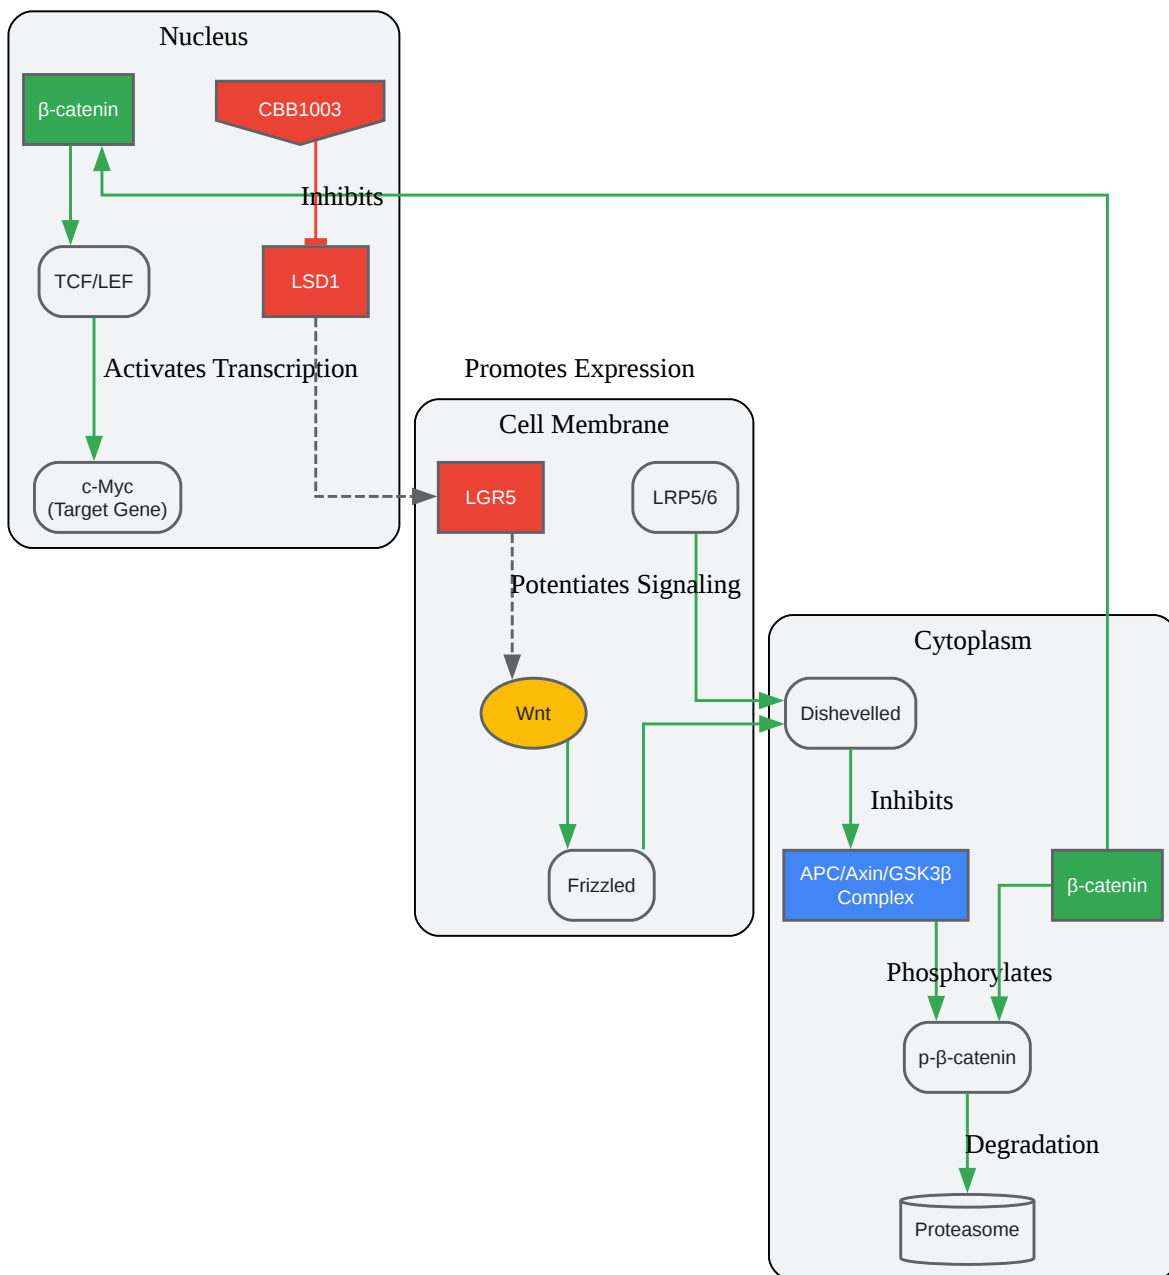 Nucleus
β-catenin
CBB1003
Inhibits
TCF/LEF
LSD1
Activates Transcription
Promotes Expression
c-Myc
(Target Gene)
Cell Membrane
LGR5
LRP5/6
Potentiates Signaling
Wnt
Frizzled
Cytoplasm
Dishevelled
Inhibits
APC/Axin/GSK3β
Complex
β-catenin
Phosphorylates
p-β-catenin
Degradation
Proteasome